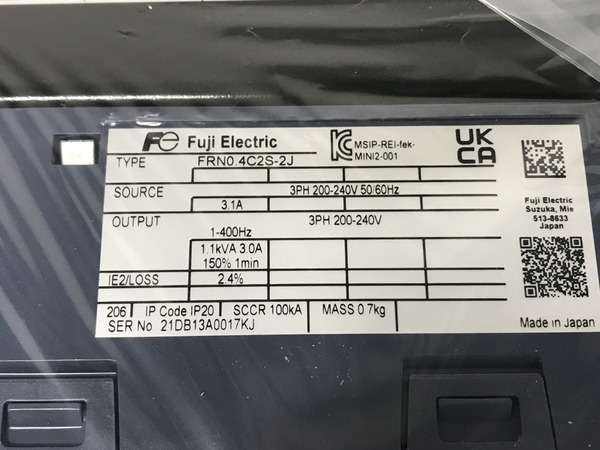 Fe Fuji Electric
MSIP-REI-fek-
MINI2-001
UK
CA
TYPE FRN0.4C2S-2J
SOURCE 3PH 200-240V 50/60Hz
3.1A
OUTPUT 3PH 200-240V
1-400Hz
1.1kVA 3.0A
150% 1min
IE2/LOSS 2.4%
206 IP Code IP20 SCCR 100kA MASS 0.7kg
SER No 21DB13A0017KJ
Fuji Electric
Suzuka, Mie
513-8633
Japan
Made in Japan